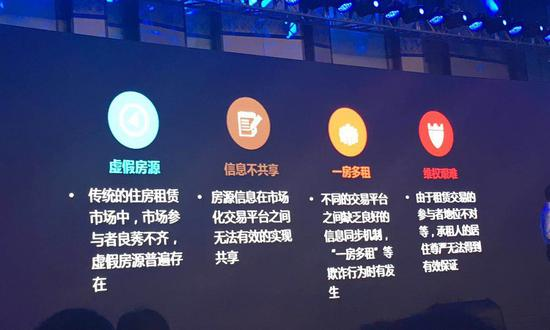 虚假房源
• 传统的住房租赁
市场中，市场参
与者良莠不齐，
虚假房源普遍存
在
信息不共享
• 房源信息在市场
化交易平台之间
无法有效的实现
共享
一房多租
• 不同的交易平台
之间缺乏良好的
信息同步机制，
“一房多租”等
欺诈行为时有发
生
维权艰难
• 由于租赁交易的
参与者地位不对
等，承租人的居
住尊严无法得到
有效保证